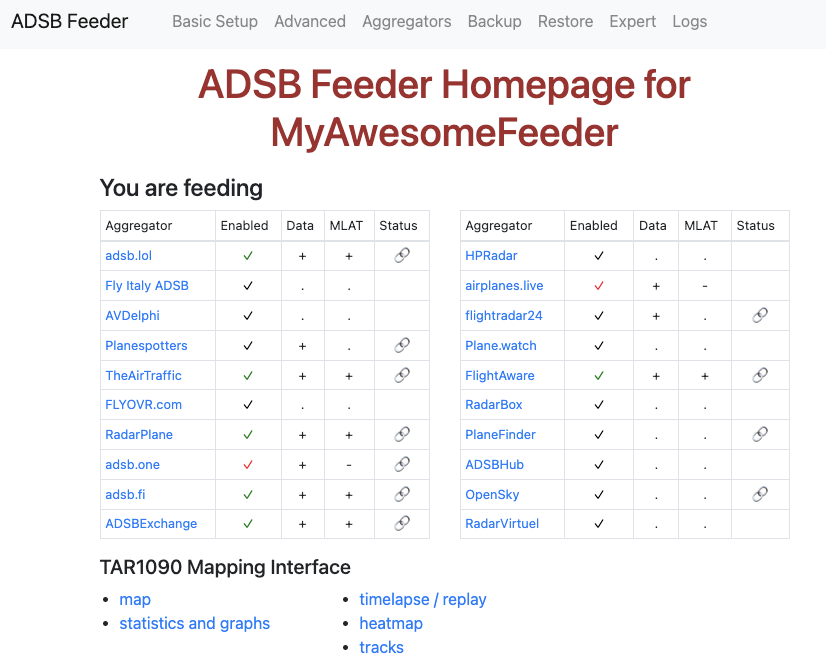 ADSB Feeder Basic Setup Advanced Aggregators Backup Restore Expert Logs
ADSB Feeder Homepage for
MyAwesomeFeeder
You are feeding
Aggregator Enabled Data MLAT Status
adsb.lol ✓ + + 🔗
Fly Italy ADSB ✓ . .
AVDelphi ✓ . .
Planespotters ✓ + . 🔗
TheAirTraffic ✓ + + 🔗
FLYOVR.com ✓ . .
RadarPlane ✓ + + 🔗
adsb.one ✓ + - 🔗
adsb.fi ✓ + + 🔗
ADSBExchange ✓ + + 🔗
Aggregator Enabled Data MLAT Status
HPRadar ✓ . .
airplanes.live ✓ + -
flightradar24 ✓ + . 🔗
Plane.watch ✓ . .
FlightAware ✓ + + 🔗
RadarBox ✓ . .
PlaneFinder ✓ . . 🔗
ADSBHub ✓ . .
OpenSky ✓ . . 🔗
RadarVirtuel ✓ . .
TAR1090 Mapping Interface
• map
• statistics and graphs
• timelapse / replay
• heatmap
• tracks